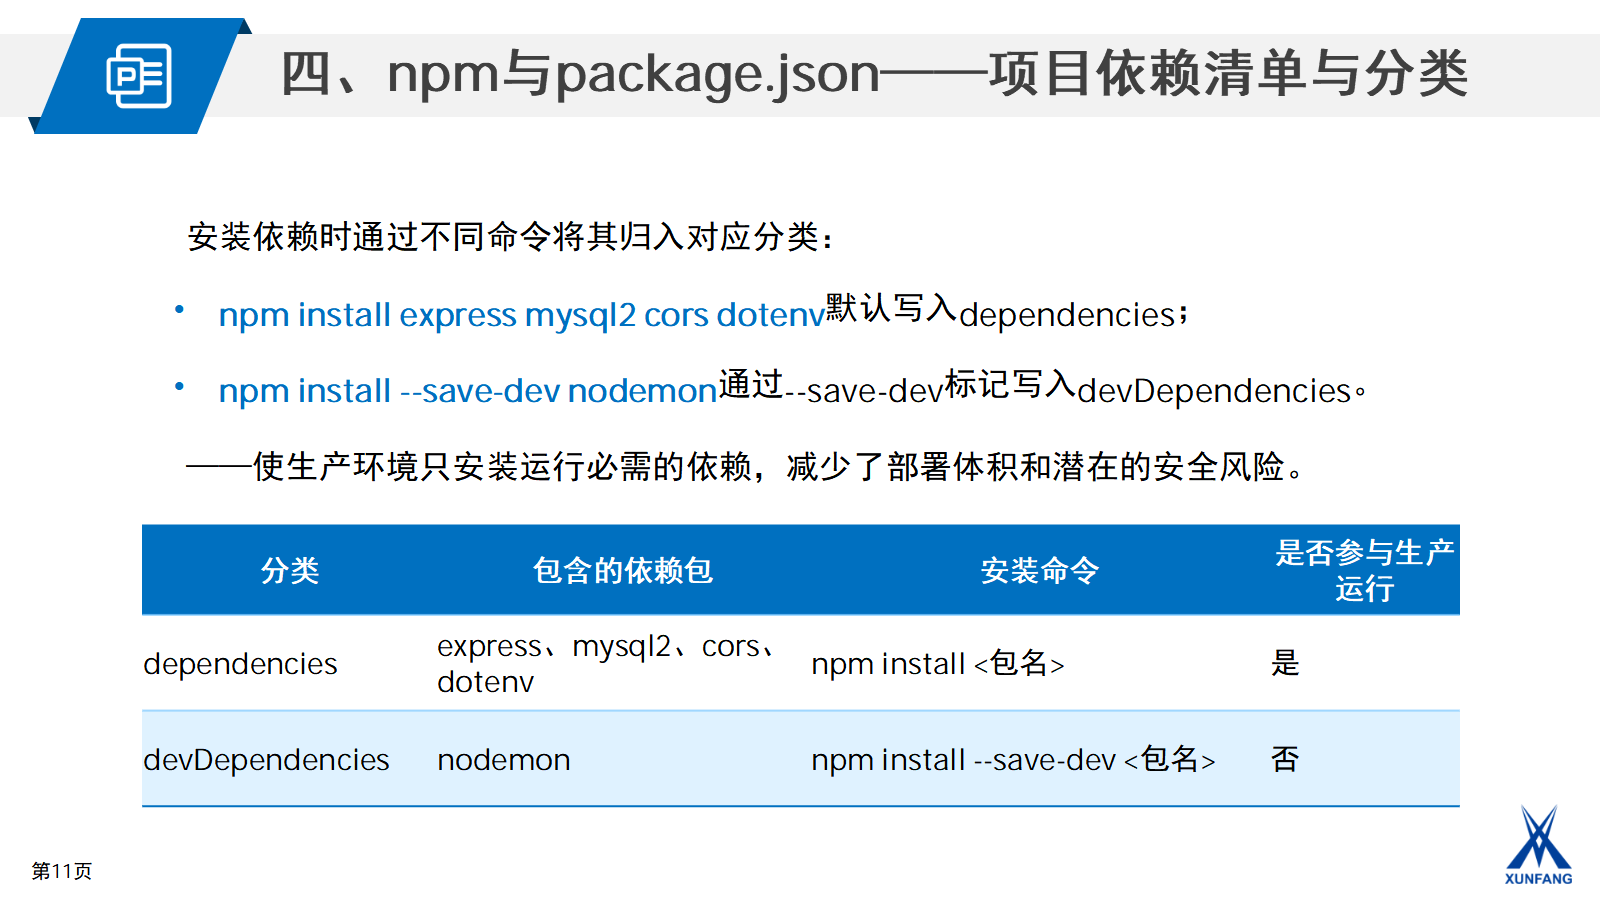 四、npm与package.json——项目依赖清单与分类
安装依赖时通过不同命令将其归入对应分类：
• npm install express mysql2 cors dotenv默认写入dependencies；
• npm install --save-dev nodemon通过--save-dev标记写入devDependencies。
——使生产环境只安装运行必需的依赖，减少了部署体积和潜在的安全风险。
分类 包含的依赖包 安装命令 是否参与生产
运行
dependencies express、mysql2、cors、
dotenv npm install <包名> 是
devDependencies nodemon npm install --save-dev <包名> 否
第11页
XUNFANG